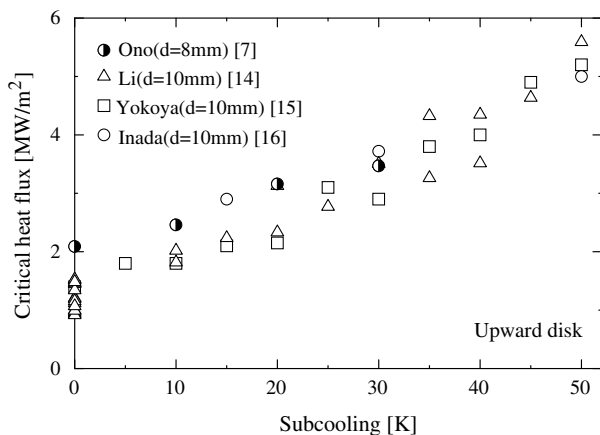 6
Ono(d=8mm) [7]
Li(d=10mm) [14]
Yokoya(d=10mm) [15]
Inada(d=10mm) [16]
4
2
0
Critical heat flux [MW/m²]
Upward disk
0 10 20 30 40 50
Subcooling [K]